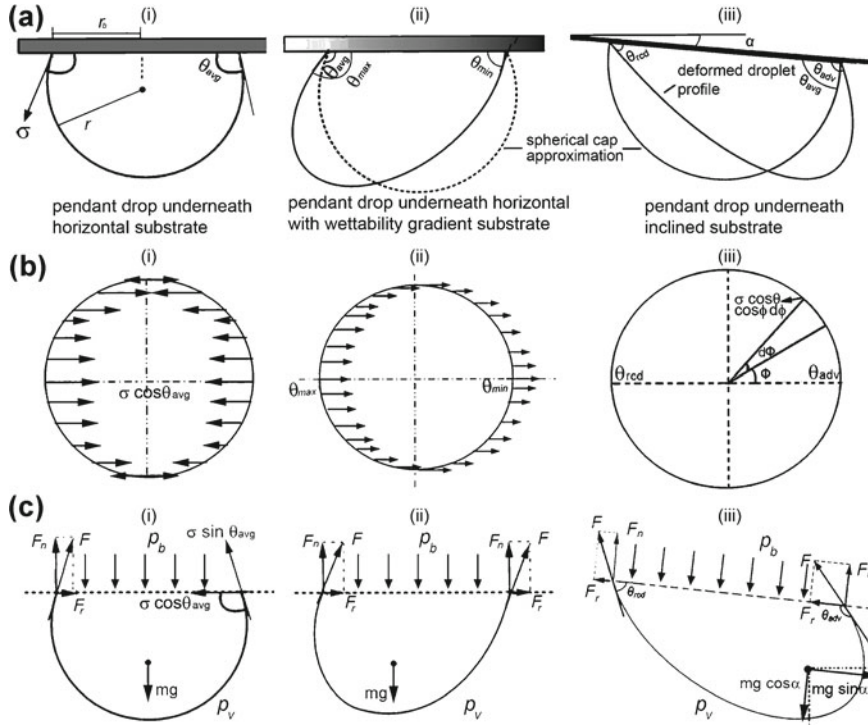 (a)
(i)
(ii)
(iii)
r₀
θavg
σ
r
θavg
θmax
θmin
α
θrcd
θadv
θavg
deformed droplet
profile
spherical cap
approximation
pendant drop underneath
horizontal substrate
pendant drop underneath horizontal
with wettability gradient substrate
pendant drop underneath
inclined substrate
(b)
(i)
(ii)
(iii)
σ cosθavg
θmax
θmin
σ cosθ
cosϕ dϕ
dΦ
Φ
θrcd
θadv
(c)
(i)
(ii)
(iii)
Fn
F
pb
σ sin θavg
Fr
σ cosθavg
mg
pv
Fn
F
pb
Fn
F
Fr
Fr
mg
pv
F
Fn
pb
F
F
Fr
θrcd
Fr
θadv
mg cosα
mg sinα
pv